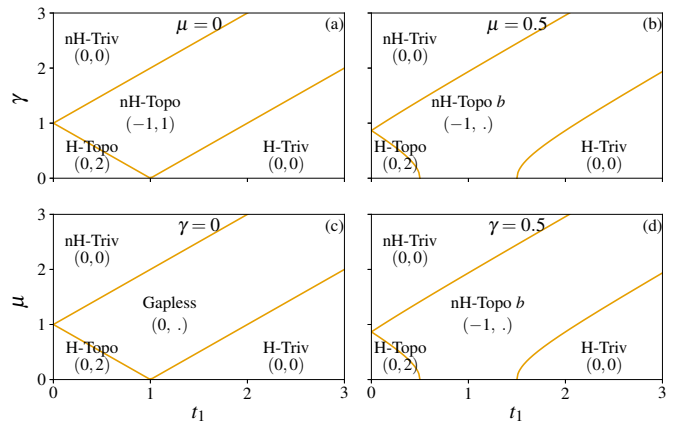 3
μ = 0
(a)
nH-Triv
(0, 0)
2
γ
nH-Topo
(−1, 1)
1
H-Topo
(0, 2)
H-Triv
(0, 0)
0
μ = 0.5
(b)
nH-Triv
(0, 0)
nH-Topo b
(−1, .)
H-Topo
(0, 2)
H-Triv
(0, 0)
3
γ = 0
(c)
nH-Triv
(0, 0)
2
μ
Gapless
(0, .)
1
H-Topo
(0, 2)
H-Triv
(0, 0)
0
0 1 2 3
t1
γ = 0.5
(d)
nH-Triv
(0, 0)
nH-Topo b
(−1, .)
H-Topo
(0, 2)
H-Triv
(0, 0)
0 1 2 3
t1